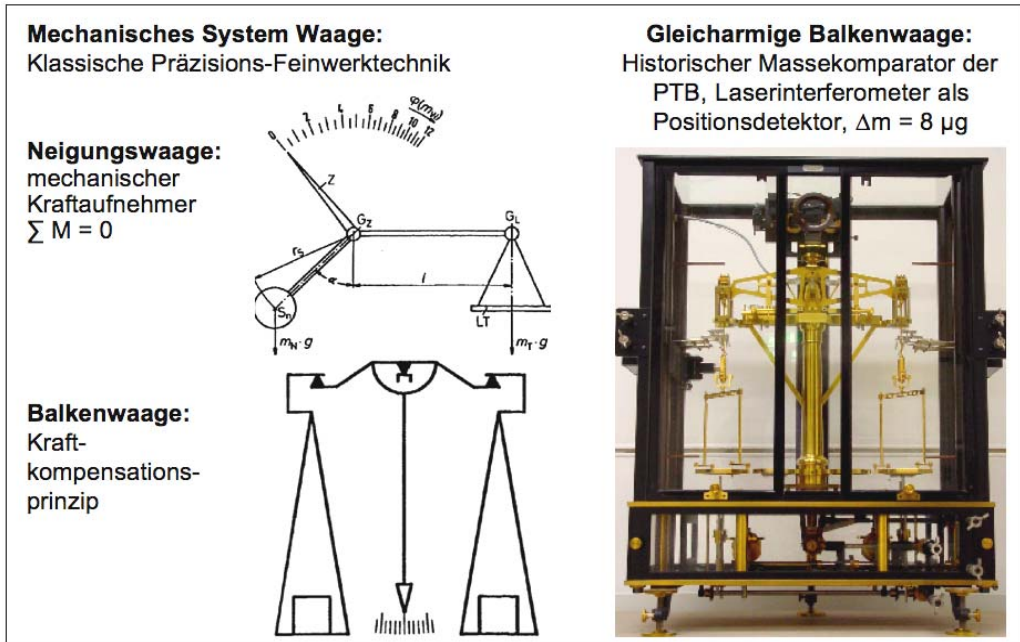 Mechanisches System Waage:
Klassische Präzisions-Feinwerktechnik
Neigungswaage:
mechanischer
Kraftaufnehmer
∑ M = 0
0
2
4
6
8
10
12
φ(m_N)
Z
G_Z
G_L
r_S
α
l
S_n
LT
m_N·g
m_T·g
Balkenwaage:
Kraft-
kompensations-
prinzip
Gleicharmige Balkenwaage:
Historischer Massekomparator der
PTB, Laserinterferometer als
Positionsdetektor, Δm = 8 µg